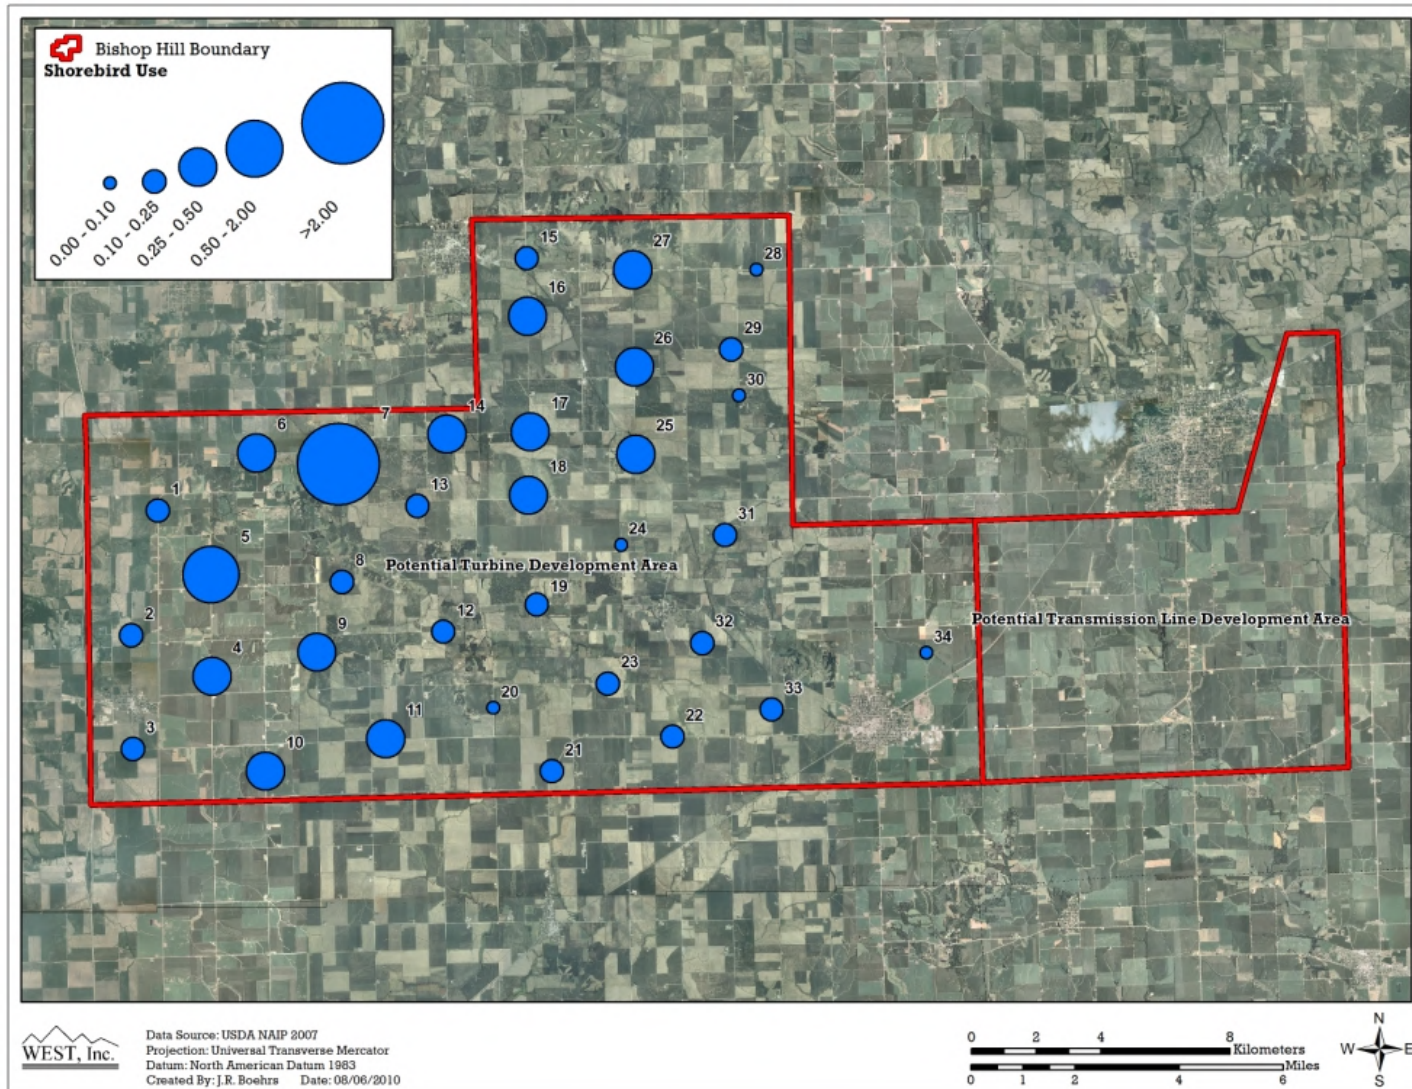 Bishop Hill Boundary
Shorebird Use
0.00 - 0.10
0.10 - 0.25
0.25 - 0.50
0.50 - 2.00
>2.00
15
27
28
16
29
26
30
7
14
17
6
25
18
1
13
31
24
5
8
Potential Turbine Development Area
19
12
2
32
9
Potential Transmission Line Development Area
4
34
23
20
33
11
3
22
10
21
WEST, Inc.
Data Source: USDA NAIP 2007
Projection: Universal Transverse Mercator
Datum: North American Datum 1983
Created By: J.R. Boehrs Date: 08/06/2010
0 2 4 8
Kilometers
Miles
0 1 2 4 6
N
W E
S